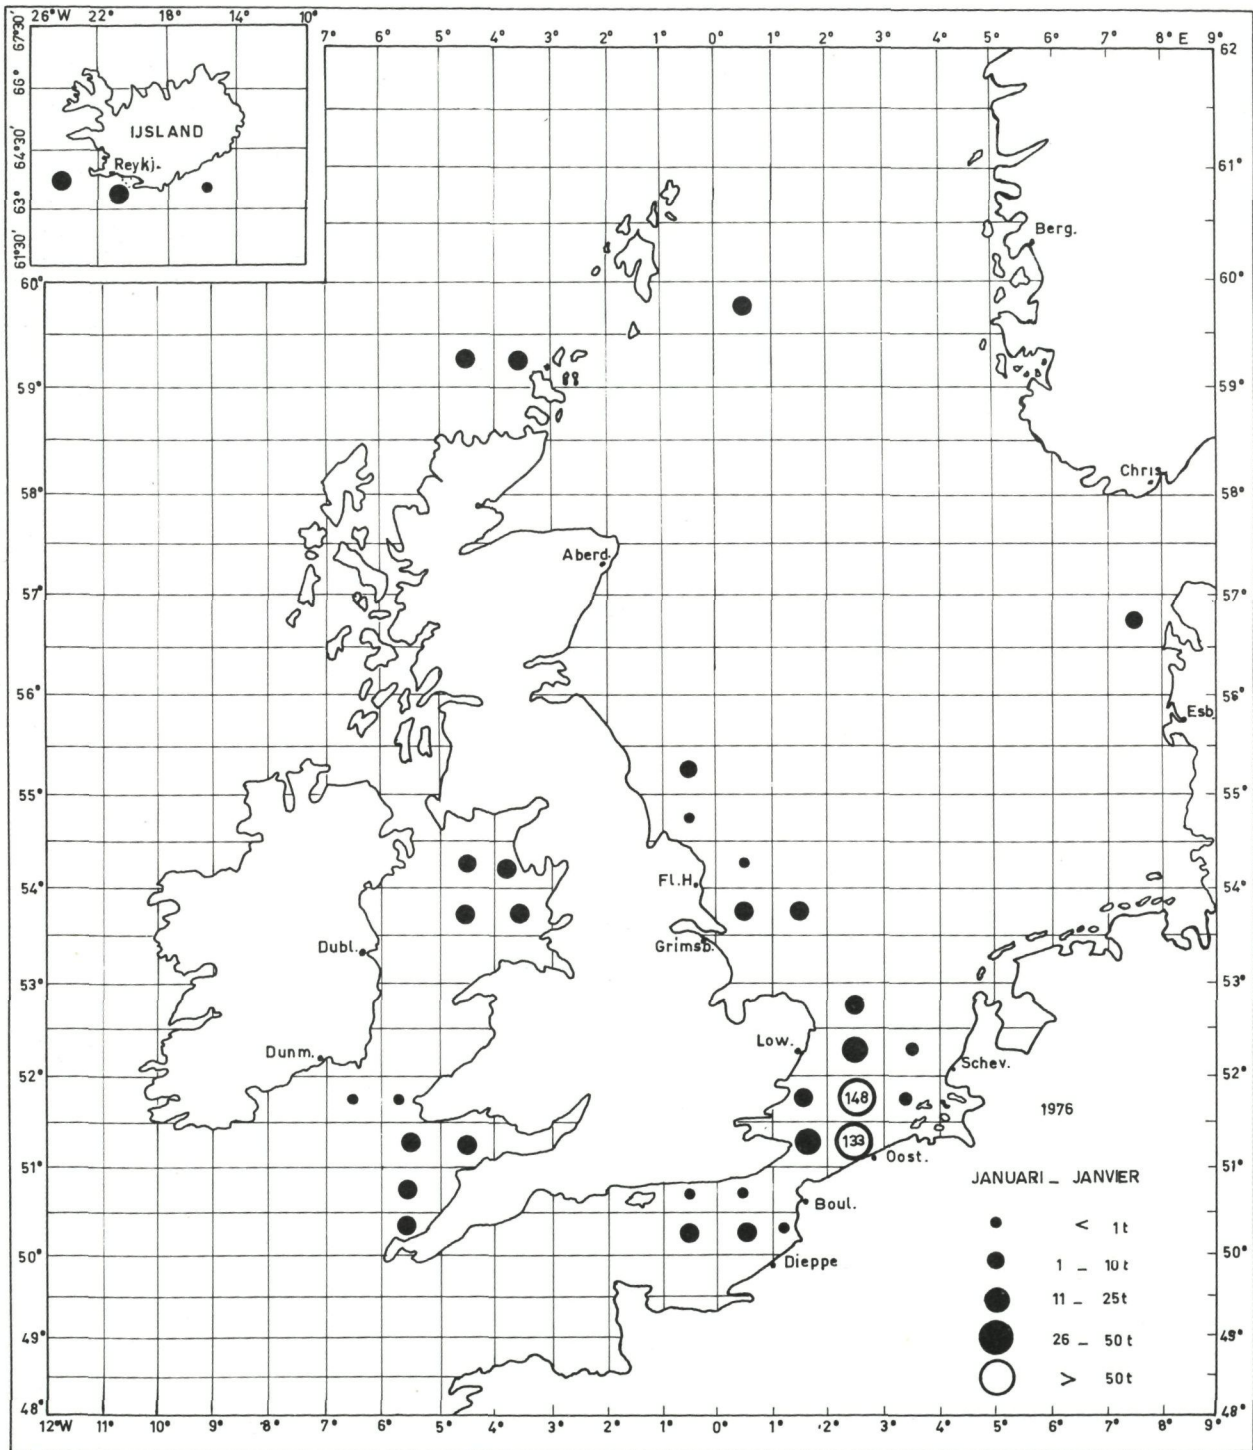 26°W 22° 18° 14° 10°
67°30' 66° 64°30' 63° 61°30'
IJSLAND
Reykj.
7° 6° 5° 4° 3° 2° 1° 0° 1° 2° 3° 4° 5° 6° 7° 8° E 9°
62
61°
60°
59°
58°
57°
56°
55°
54°
53°
52°
51°
50°
49°
48°
60°
59°
58°
57°
56°
55°
54°
53°
52°
51°
50°
49°
48°
Berg.
Chris.
Aberd.
Esb
Fl.H.
Grimsb.
Dubl.
Dunm.
Low.
Schev.
148
133
Oost.
Boul.
Dieppe
1976
JANUARI _ JANVIER
< 1t
1 _ 10t
11 _ 25t
26 _ 50t
> 50t
12°W 11° 10° 9° 8° 7° 6° 5° 4° 3° 2° 1° 0° 1° 2° 3° 4° 5° 6° 7° 8° 9°